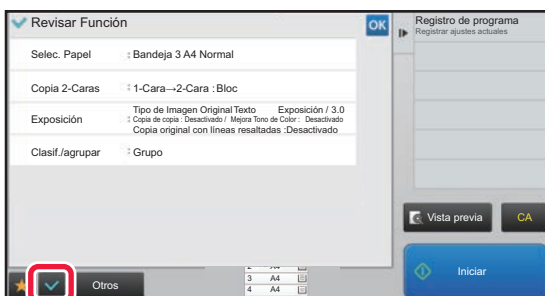 Revisar Función
OK
Selec. Papel : Bandeja 3 A4 Normal
Copia 2-Caras : 1-Cara→2-Cara : Bloc
Exposición : Tipo de Imagen Original Texto Exposición / 3.0
Copia de copia : Desactivado / Mejora Tono de Color : Desactivado
Copia original con líneas resaltadas :Desactivado
Clasif./agrupar : Grupo
Otros
3 A4
4 A4
Registro de programa
Registrar ajustes actuales
Vista previa
CA
Iniciar